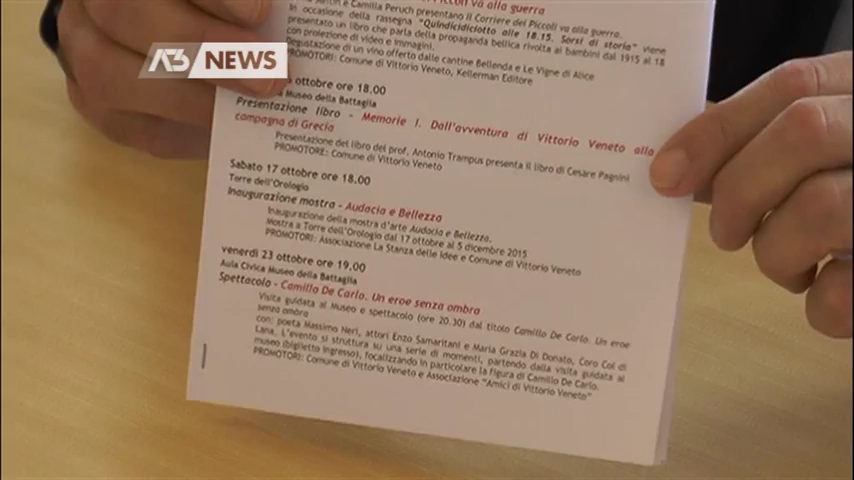 Piccoli va alla guerra
e Camilla Peruch presentano il Corriere dei Piccoli va alla guerra.
In occasione della rassegna "Quindicidiciotto alle 18.15. Sorsi di storia" viene
presentato un libro che parla della propaganda bellica rivolta ai bambini dal 1915 al 18
con proiezione di video e immagini.
Degustazione di un vino offerto dalle cantine Bellenda e Le Vigne di Alice
PROMOTORI: Comune di Vittorio Veneto, Kellerman Editore
A3 NEWS
ottobre ore 18.00
Museo della Battaglia
Presentazione libro - Memorie I. Dall'avventura di Vittorio Veneto alla
campagna di Grecia
Presentazione del libro del prof. Antonio Trampus presenta il libro di Cesare Pagnini
PROMOTORE: Comune di Vittorio Veneto
Sabato 17 ottobre ore 18.00
Torre dell'Orologio
Inaugurazione mostra - Audacia e Bellezza
Inaugurazione della mostra d'arte Audacia e Bellezza.
Mostra a Torre dell'Orologio dal 17 ottobre al 5 dicembre 2015
PROMOTORI: Associazione La Stanza delle Idee e Comune di Vittorio Veneto
venerdì 23 ottobre ore 19.00
Aula Civica Museo della Battaglia
Spettacolo - Camillo De Carlo. Un eroe senza ombra
Visita guidata al Museo e spettacolo (ore 20.30) dal titolo Camillo De Carlo. Un eroe
senza ombra
con: poeta Massimo Neri, attori Enzo Samaritani e Maria Grazia Di Donato, Coro Col di
Lana. L'evento si struttura su una serie di momenti, partendo dalla visita guidata al
museo (biglietto ingresso), focalizzando in particolare la figura di Camillo De Carlo.
PROMOTORI: Comune di Vittorio Veneto e Associazione "Amici di Vittorio Veneto"